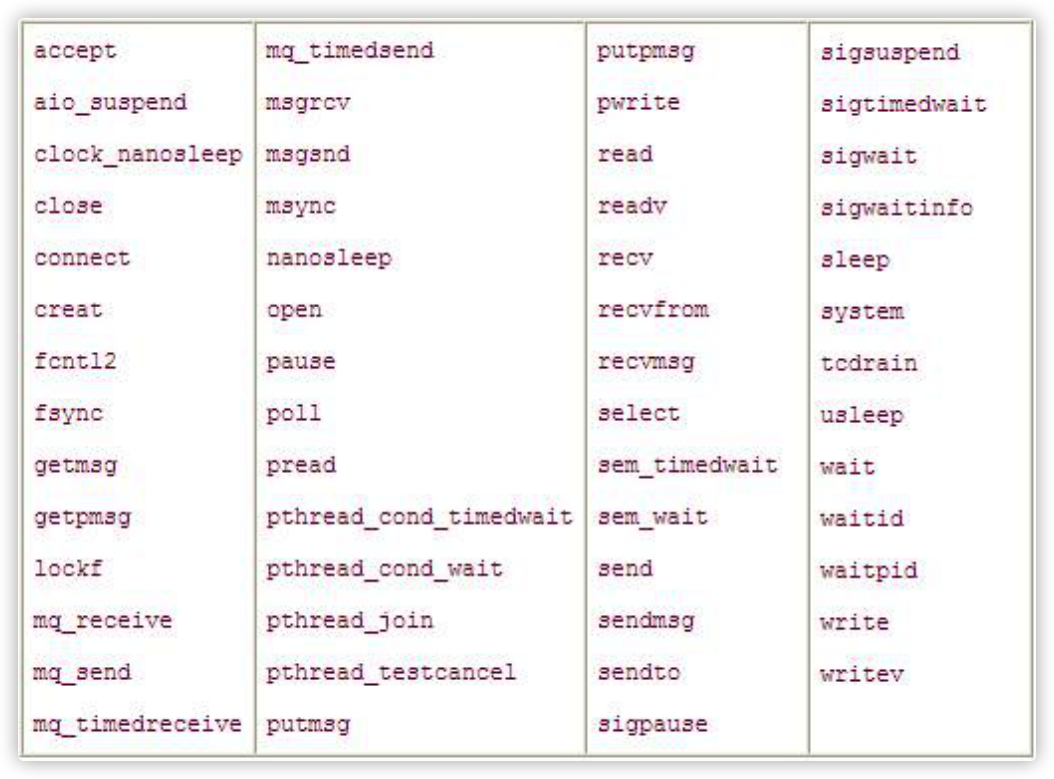 accept mq_timedsend putpmsg sigsuspend
aio_suspend msgrcv pwrite sigtimedwait
clock_nanosleep msgsnd read sigwait
close msync readv sigwaitinfo
connect nanosleep recv sleep
creat open recvfrom system
fcntl2 pause recvmsg tcdrain
fsync poll select usleep
getmsg pread sem_timedwait wait
getpmsg pthread_cond_timedwait sem_wait waitid
lockf pthread_cond_wait send waitpid
mq_receive pthread_join sendmsg write
mq_send pthread_testcancel sendto writev
mq_timedreceive putmsg sigpause